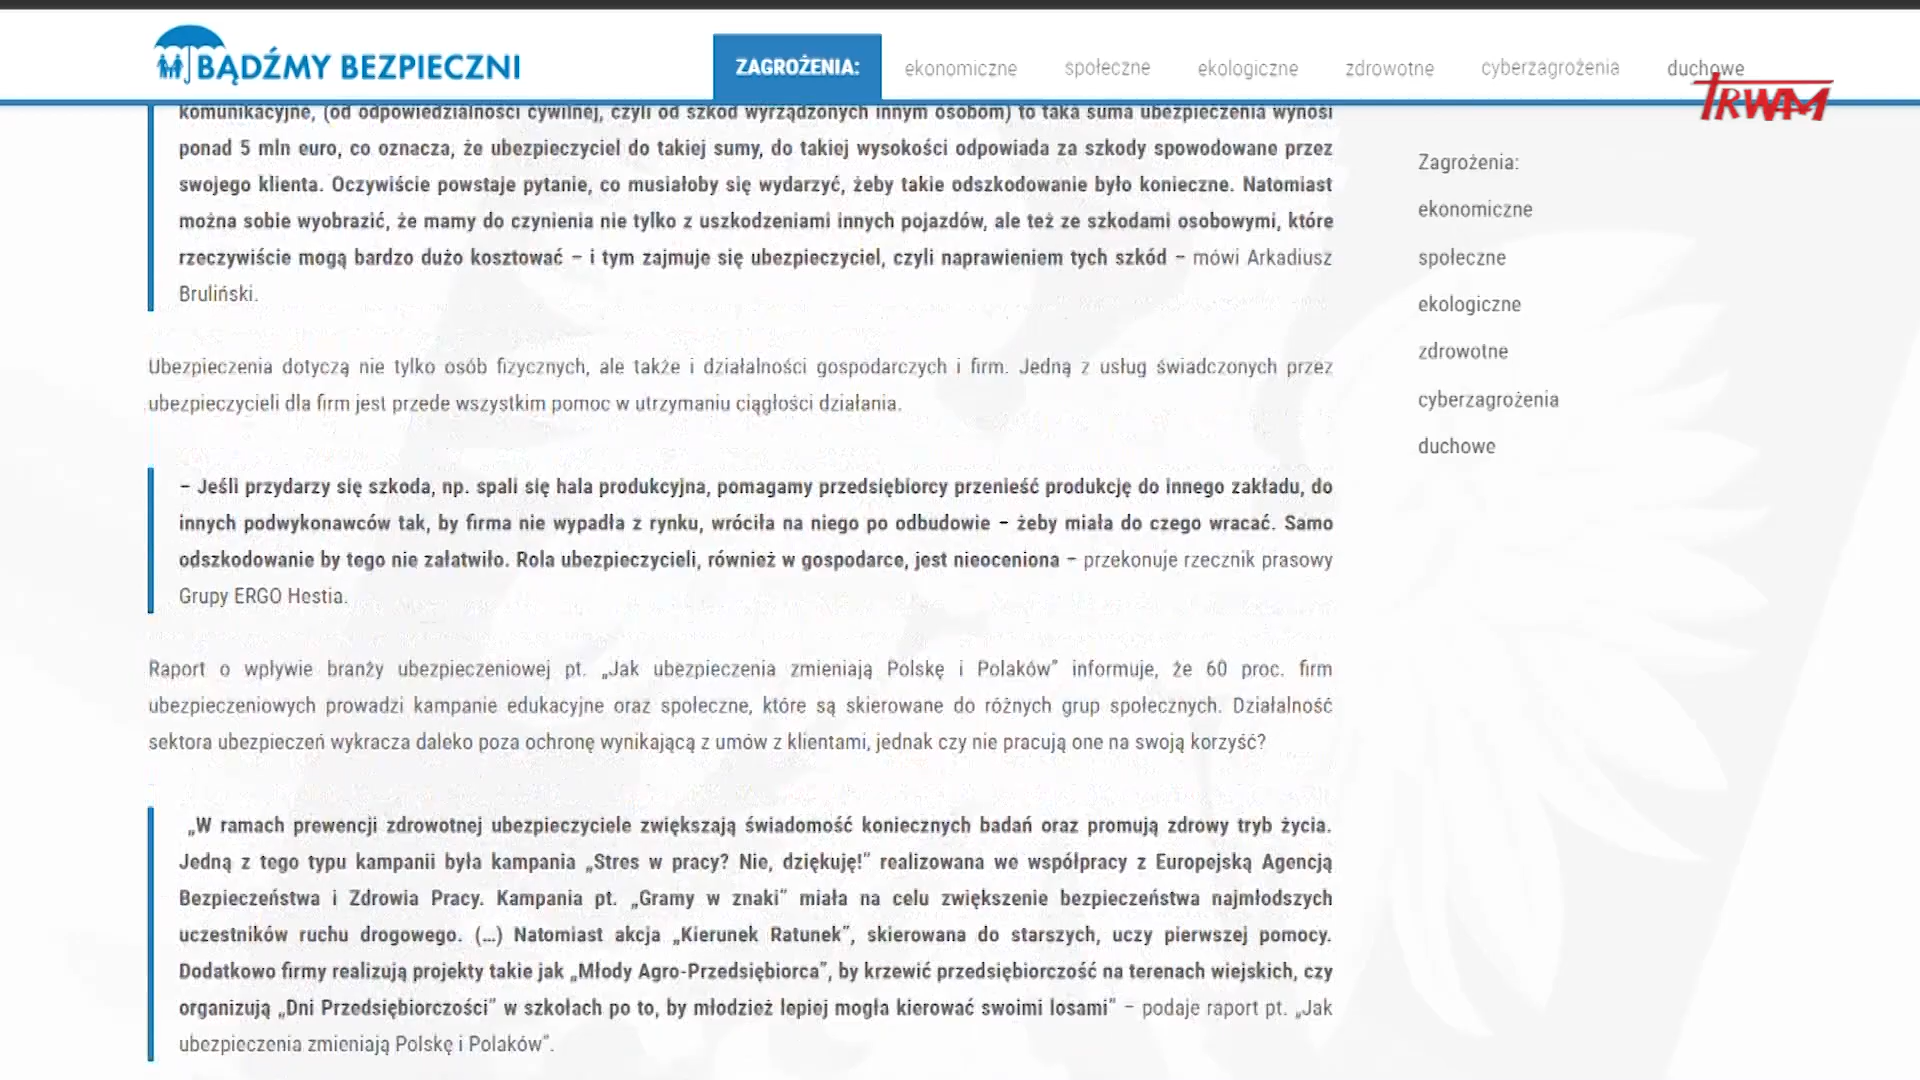 BĄDŹMY BEZPIECZNI
ZAGROŻENIA:
ekonomiczne
społeczne
ekologiczne
zdrowotne
cyberzagrożenia
duchowe
TRWAM
komunikacyjne, (od odpowiedzialności cywilnej, czyli od szkód wyrządzonych innym osobom) to taka suma ubezpieczenia wynosi
ponad 5 mln euro, co oznacza, że ubezpieczyciel do takiej sumy, do takiej wysokości odpowiada za szkody spowodowane przez
swojego klienta. Oczywiście powstaje pytanie, co musiałoby się wydarzyć, żeby takie odszkodowanie było konieczne. Natomiast
można sobie wyobrazić, że mamy do czynienia nie tylko z uszkodzeniami innych pojazdów, ale też ze szkodami osobowymi, które
rzeczywiście mogą bardzo dużo kosztować – i tym zajmuje się ubezpieczyciel, czyli naprawieniem tych szkód – mówi Arkadiusz
Bruliński.
Ubezpieczenia dotyczą nie tylko osób fizycznych, ale także i działalności gospodarczych i firm. Jedną z usług świadczonych przez
ubezpieczycieli dla firm jest przede wszystkim pomoc w utrzymaniu ciągłości działania.
– Jeśli przydarzy się szkoda, np. spali się hala produkcyjna, pomagamy przedsiębiorcy przenieść produkcję do innego zakładu, do
innych podwykonawców tak, by firma nie wypadła z rynku, wróciła na niego po odbudowie – żeby miała do czego wracać. Samo
odszkodowanie by tego nie załatwiło. Rola ubezpieczycieli, również w gospodarce, jest nieoceniona – przekonuje rzecznik prasowy
Grupy ERGO Hestia.
Raport o wpływie branży ubezpieczeniowej pt. „Jak ubezpieczenia zmieniają Polskę i Polaków” informuje, że 60 proc. firm
ubezpieczeniowych prowadzi kampanie edukacyjne oraz społeczne, które są skierowane do różnych grup społecznych. Działalność
sektora ubezpieczeń wykracza daleko poza ochronę wynikającą z umów z klientami, jednak czy nie pracują one na swoją korzyść?
„W ramach prewencji zdrowotnej ubezpieczyciele zwiększają świadomość koniecznych badań oraz promują zdrowy tryb życia.
Jedną z tego typu kampanii była kampania „Stres w pracy? Nie, dziękuję!” realizowana we współpracy z Europejską Agencją
Bezpieczeństwa i Zdrowia Pracy. Kampania pt. „Gramy w znaki” miała na celu zwiększenie bezpieczeństwa najmłodszych
uczestników ruchu drogowego. (…) Natomiast akcja „Kierunek Ratunek”, skierowana do starszych, uczy pierwszej pomocy.
Dodatkowo firmy realizują projekty takie jak „Młody Agro-Przedsiębiorca”, by krzewić przedsiębiorczość na terenach wiejskich, czy
organizują „Dni Przedsiębiorczości” w szkołach po to, by młodzież lepiej mogła kierować swoimi losami” – podaje raport pt. „Jak
ubezpieczenia zmieniają Polskę i Polaków”.
Zagrożenia:
ekonomiczne
społeczne
ekologiczne
zdrowotne
cyberzagrożenia
duchowe